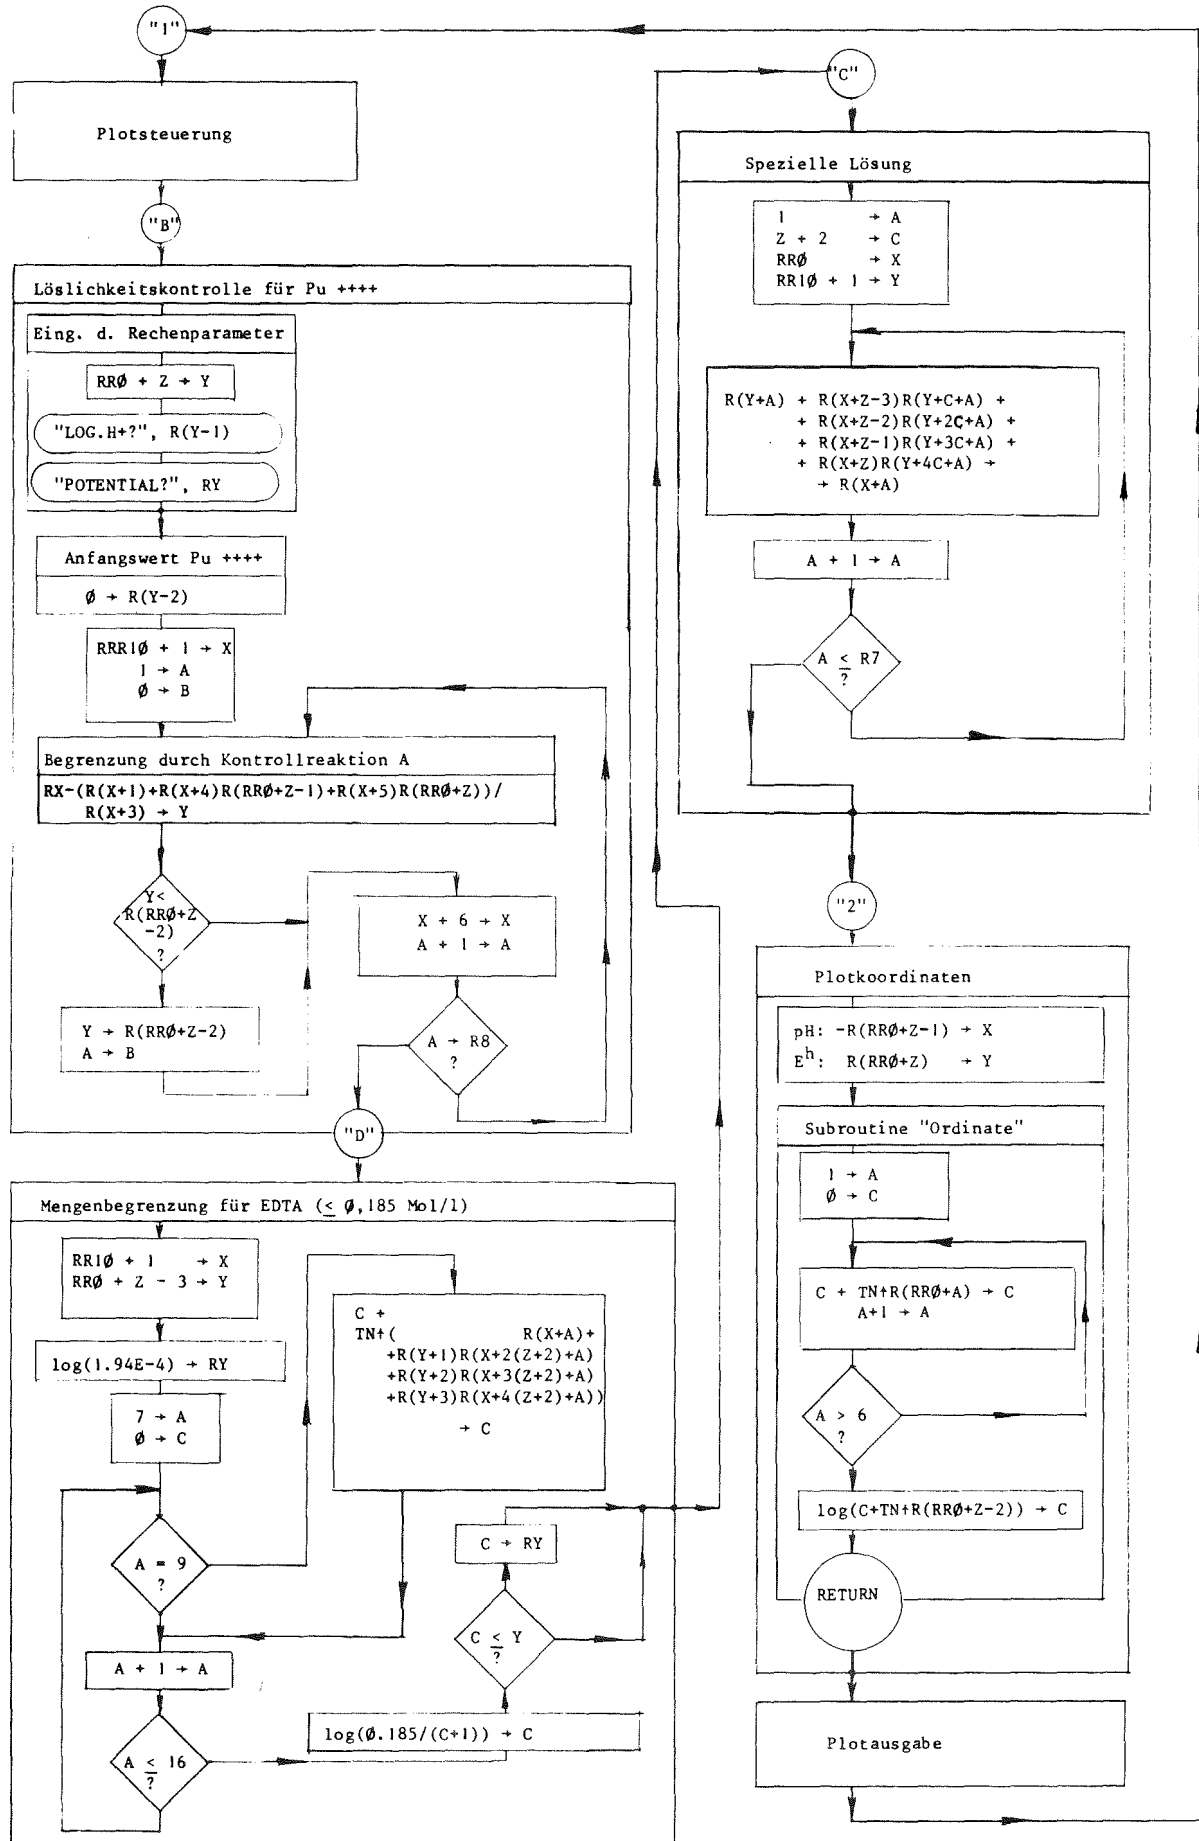 "1"
Plotsteuerung
"B"
Löslichkeitskontrolle für Pu ++++
Eing. d. Rechenparameter
RRØ + Z → Y
"LOG.H+?", R(Y-1)
"POTENTIAL?", RY
Anfangswert Pu ++++
Ø → R(Y-2)
RRR1Ø + 1 → X
1 → A
Ø → B
Begrenzung durch Kontrollreaktion A
RX-(R(X+1)+R(X+4)R(RRØ+Z-1)+R(X+5)R(RRØ+Z))/
R(X+3) → Y
Y<
R(RRØ+Z
-2)
?
Y → R(RRØ+Z-2)
A → B
X + 6 → X
A + 1 → A
A → R8
?
"D"
Mengenbegrenzung für EDTA (≤ Ø,185 Mol/l)
RR1Ø + 1 → X
RRØ + Z - 3 → Y
log(1.94E-4) → RY
7 → A
Ø → C
A = 9
?
A + 1 → A
A ≤ 16
?
C +
TN↑( R(X+A)+
+R(Y+1)R(X+2(Z+2)+A)
+R(Y+2)R(X+3(Z+2)+A)
+R(Y+3)R(X+4(Z+2)+A))
→ C
log(Ø.185/(C+1)) → C
C ≤ Y
?
C → RY
"C"
Spezielle Lösung
1 → A
Z + 2 → C
RRØ → X
RR1Ø + 1 → Y
R(Y+A) + R(X+Z-3)R(Y+C+A) +
+ R(X+Z-2)R(Y+2C+A) +
+ R(X+Z-1)R(Y+3C+A) +
+ R(X+Z)R(Y+4C+A) →
→ R(X+A)
A + 1 → A
A ≤ R7
?
"2"
Plotkoordinaten
pH: -R(RRØ+Z-1) → X
E^h: R(RRØ+Z) → Y
Subroutine "Ordinate"
1 → A
Ø → C
C + TN↑R(RRØ+A) → C
A+1 → A
A > 6
?
log(C+TN↑R(RRØ+Z-2)) → C
RETURN
Plotausgabe